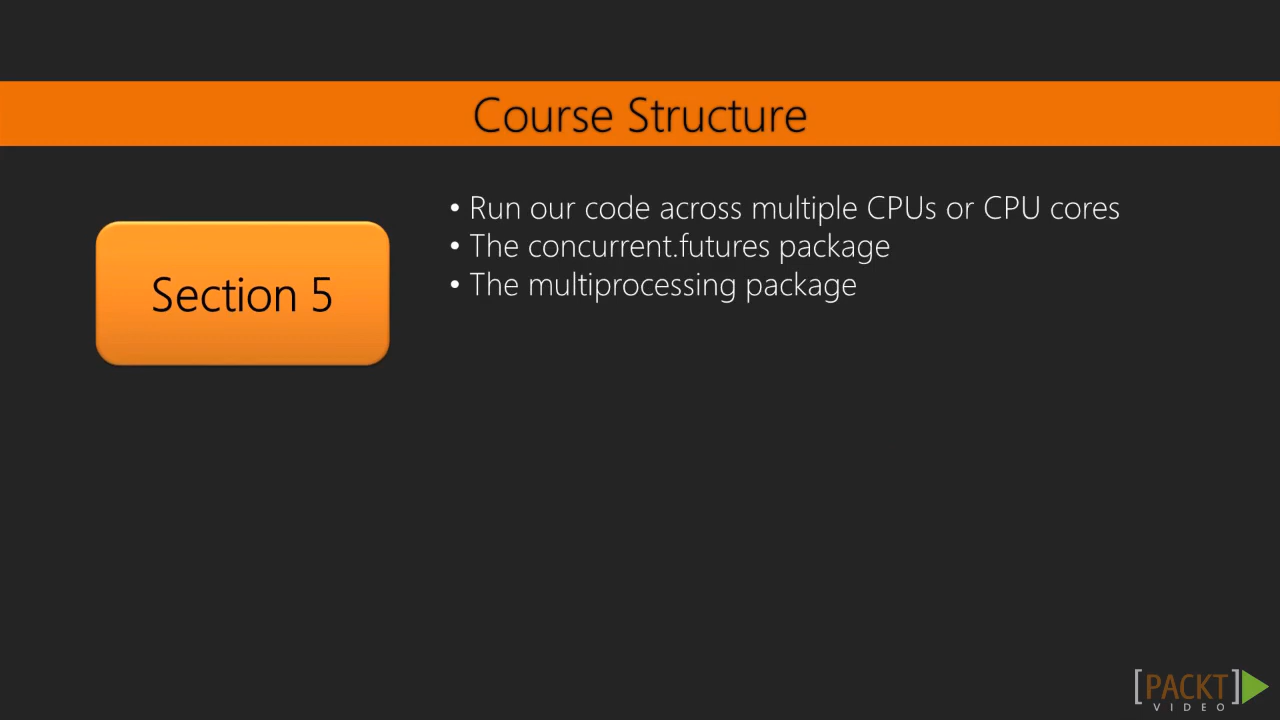 Course Structure
Section 5
• Run our code across multiple CPUs or CPU cores
• The concurrent.futures package
• The multiprocessing package
[PACKT]
VIDEO